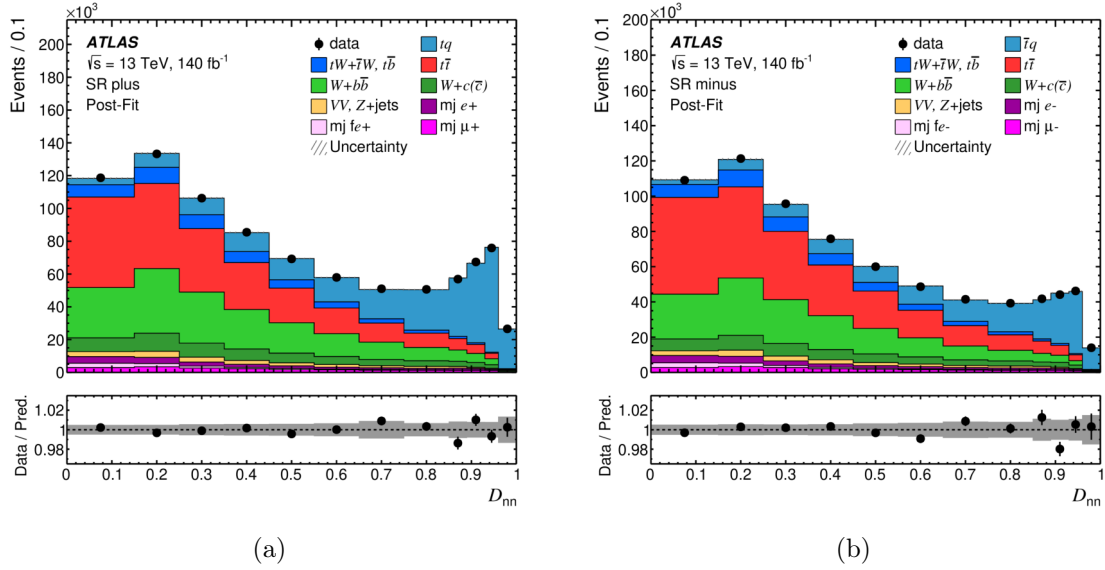 ×10³
200
180
160
140
120
100
80
60
40
20
0
Events / 0.1
ATLAS
√s = 13 TeV, 140 fb⁻¹
SR plus
Post-Fit
data
tq
tW+t̅W, tb̅
tt̅
W+bb̅
W+c(c̅)
VV, Z+jets
mj e+
mj fe+
mj μ+
Uncertainty
1.02
1
0.98
Data / Pred.
0 0.1 0.2 0.3 0.4 0.5 0.6 0.7 0.8 0.9 1
Dnn
(a)
×10³
200
180
160
140
120
100
80
60
40
20
0
Events / 0.1
ATLAS
√s = 13 TeV, 140 fb⁻¹
SR minus
Post-Fit
data
t̅q
tW+t̅W, tb̅
tt̅
W+bb̅
W+c(c̅)
VV, Z+jets
mj e-
mj fe-
mj μ-
Uncertainty
1.02
1
0.98
Data / Pred.
0 0.1 0.2 0.3 0.4 0.5 0.6 0.7 0.8 0.9 1
Dnn
(b)